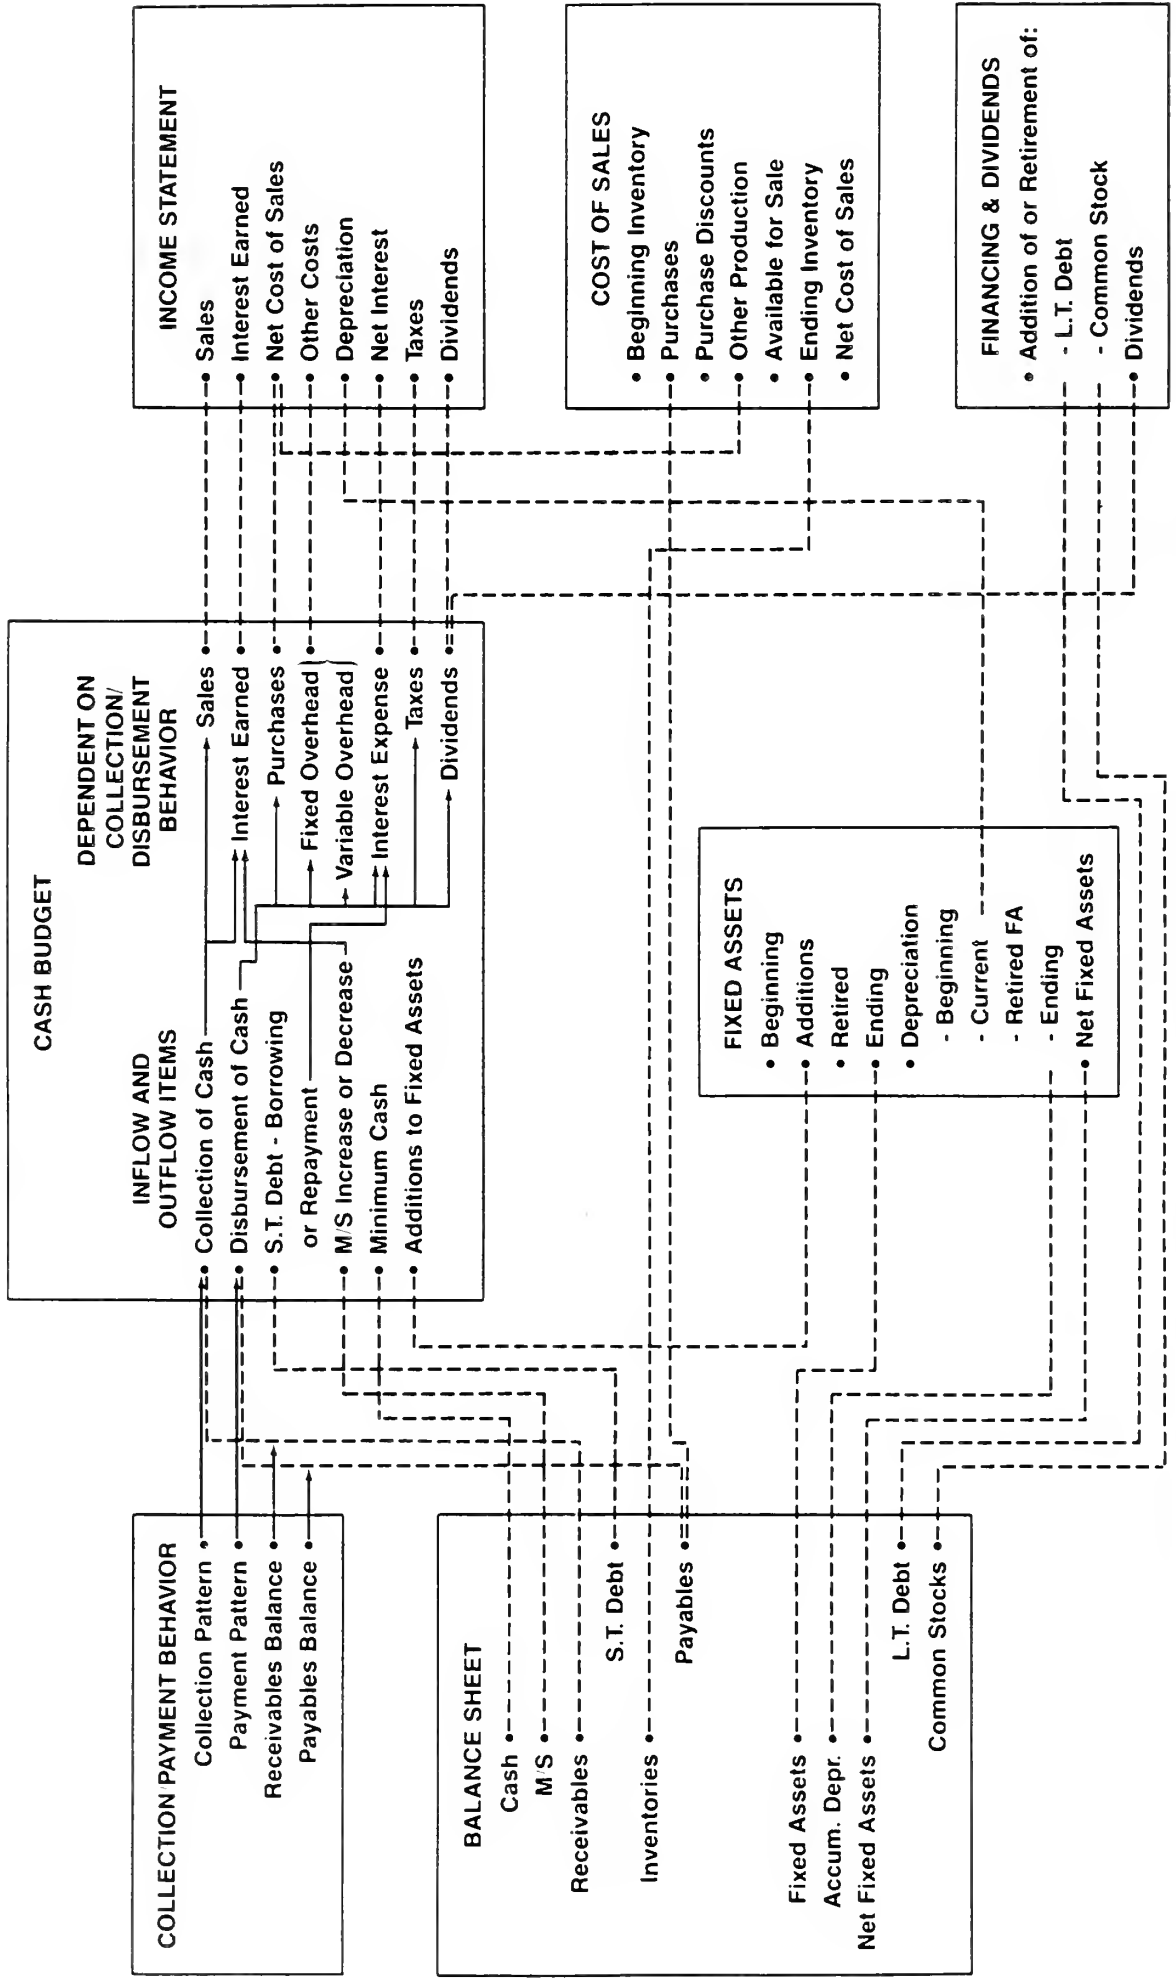 COLLECTION/PAYMENT BEHAVIOR
Collection Pattern
Payment Pattern
Receivables Balance
Payables Balance
BALANCE SHEET
Cash
M/S
Receivables
S.T. Debt
Inventories
Payables
Fixed Assets
Accum. Depr.
Net Fixed Assets
L.T. Debt
Common Stocks
CASH BUDGET
INFLOW AND
OUTFLOW ITEMS
• Collection of Cash
• Disbursement of Cash
• S.T. Debt - Borrowing
or Repayment
• M/S Increase or Decrease
• Minimum Cash
• Additions to Fixed Assets
DEPENDENT ON
COLLECTION/
DISBURSEMENT
BEHAVIOR
Sales
Interest Earned
Purchases
Fixed Overhead
Variable Overhead
Interest Expense
Taxes
Dividends
FIXED ASSETS
• Beginning
• Additions
• Retired
• Ending
• Depreciation
- Beginning
- Current
- Retired FA
- Ending
• Net Fixed Assets
INCOME STATEMENT
• Sales
• Interest Earned
• Net Cost of Sales
• Other Costs
• Depreciation
• Net Interest
• Taxes
• Dividends
COST OF SALES
• Beginning Inventory
• Purchases
• Purchase Discounts
• Other Production
• Available for Sale
• Ending Inventory
• Net Cost of Sales
FINANCING & DIVIDENDS
• Addition of or Retirement of:
- L.T. Debt
- Common Stock
• Dividends